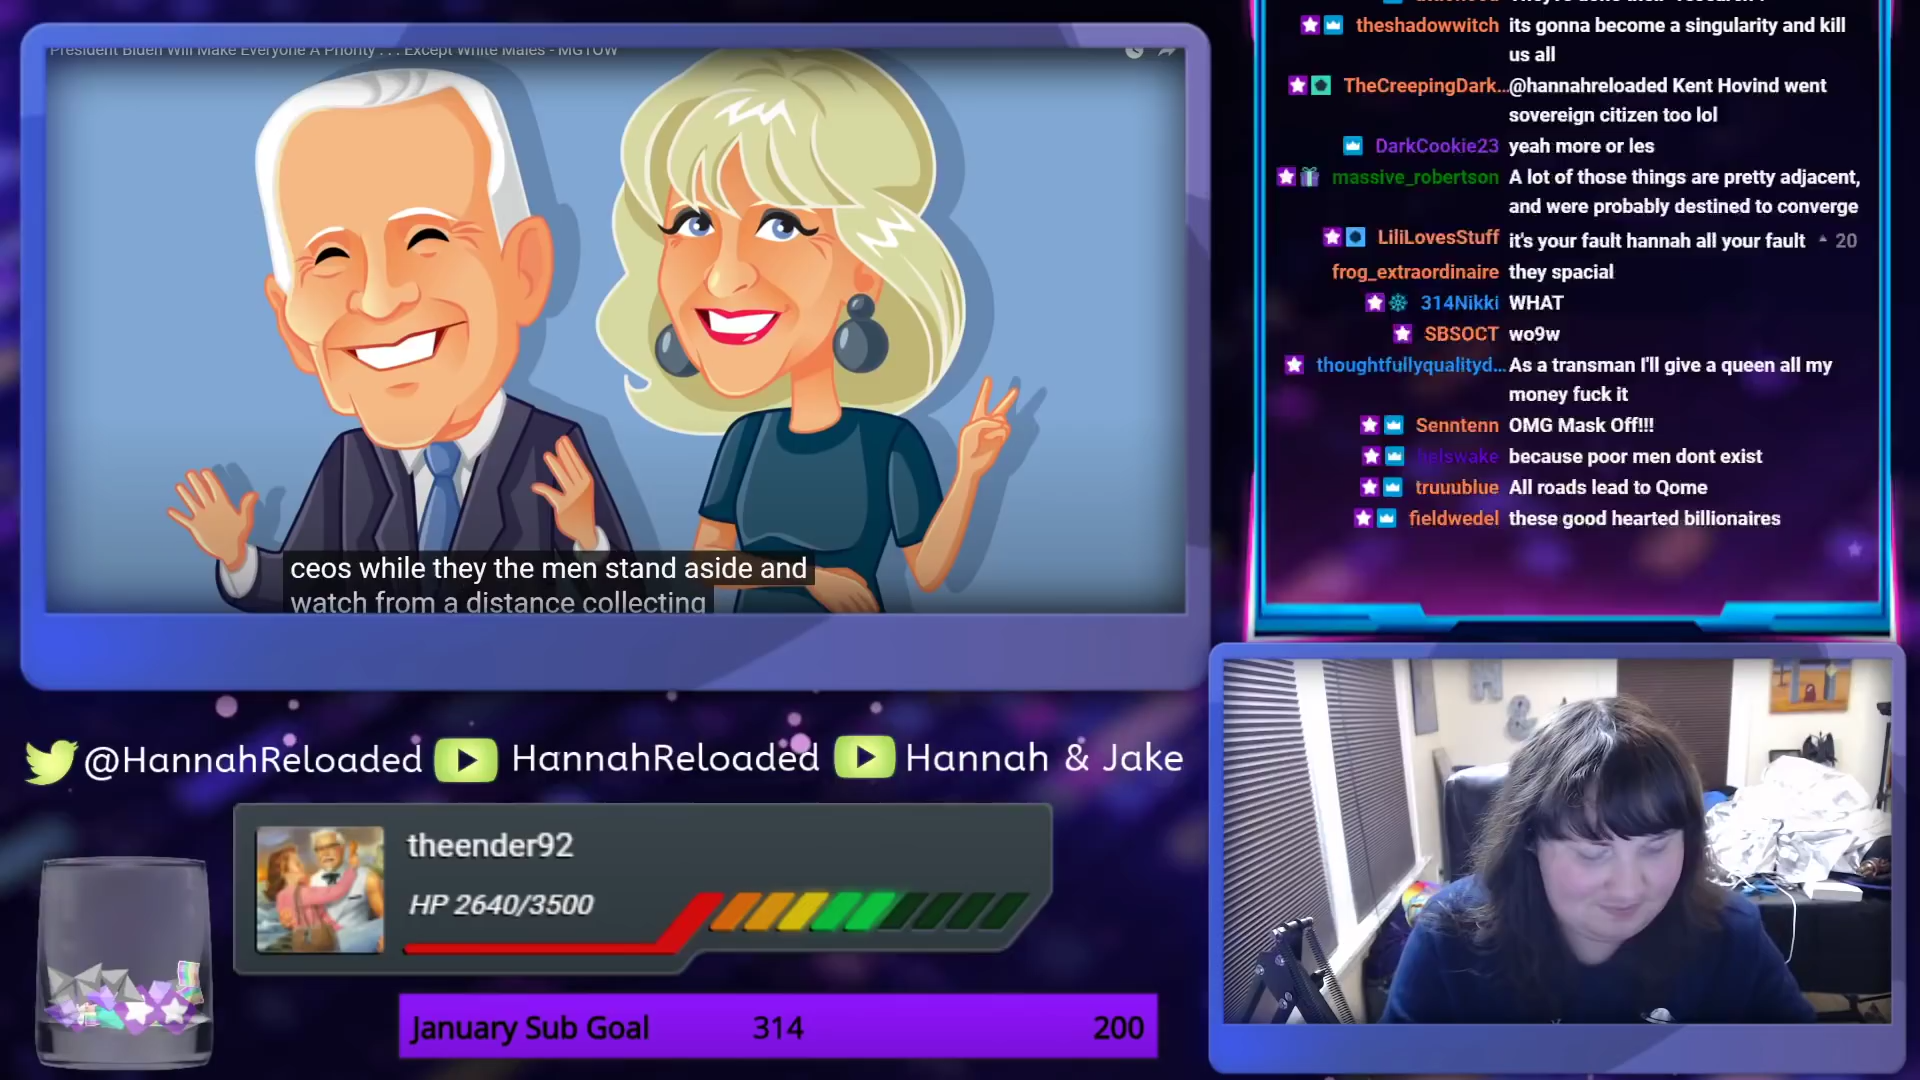 President Biden Will Make Everyone A Priority . . . Except White Males - MGTOW
ceos while they the men stand aside and
watch from a distance collecting
theshadowwitch its gonna become a singularity and kill
us all
TheCreepingDark... @hannahreloaded Kent Hovind went
sovereign citizen too lol
DarkCookie23 yeah more or les
massive_robertson A lot of those things are pretty adjacent,
and were probably destined to converge
LiliLovesStuff it's your fault hannah all your fault 20
frog_extraordinaire they spacial
314Nikki WHAT
SBSOCT wo9w
thoughtfullyqualityd... As a transman I'll give a queen all my
money fuck it
Senntenn OMG Mask Off!!!
helswake because poor men dont exist
truuublue All roads lead to Qome
fieldwedel these good hearted billionaires
@HannahReloaded HannahReloaded Hannah & Jake
theender92
HP 2640/3500
January Sub Goal 314 200